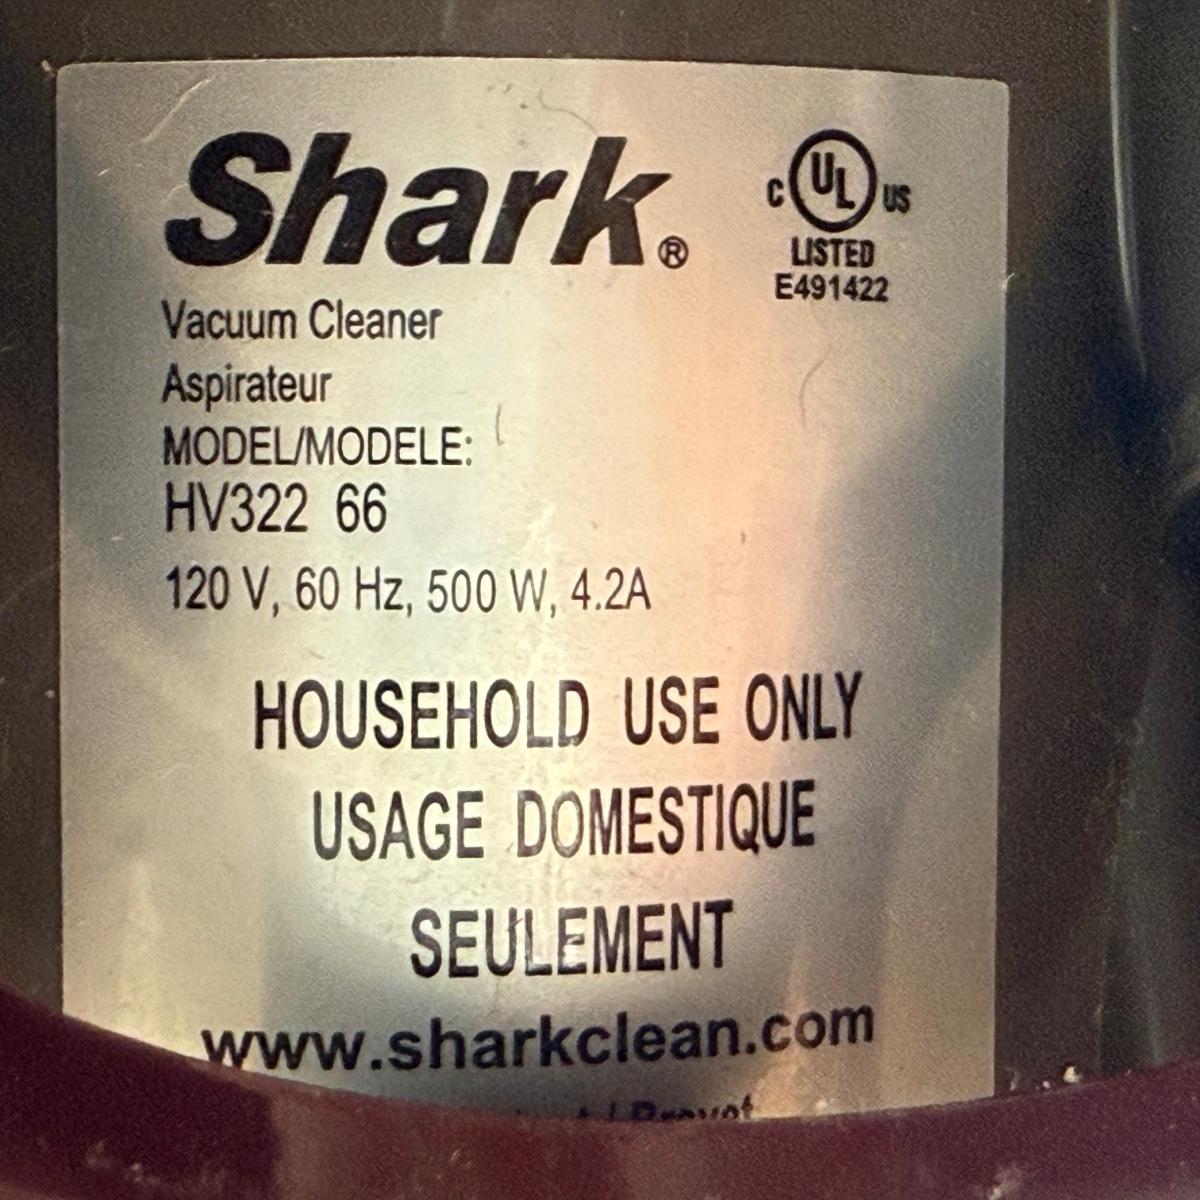 Shark®
C UL US
LISTED
E491422
Vacuum Cleaner
Aspirateur
MODEL/MODELE:
HV322 66
120 V, 60 Hz, 500 W, 4.2A
HOUSEHOLD USE ONLY
USAGE DOMESTIQUE
SEULEMENT
www.sharkclean.com